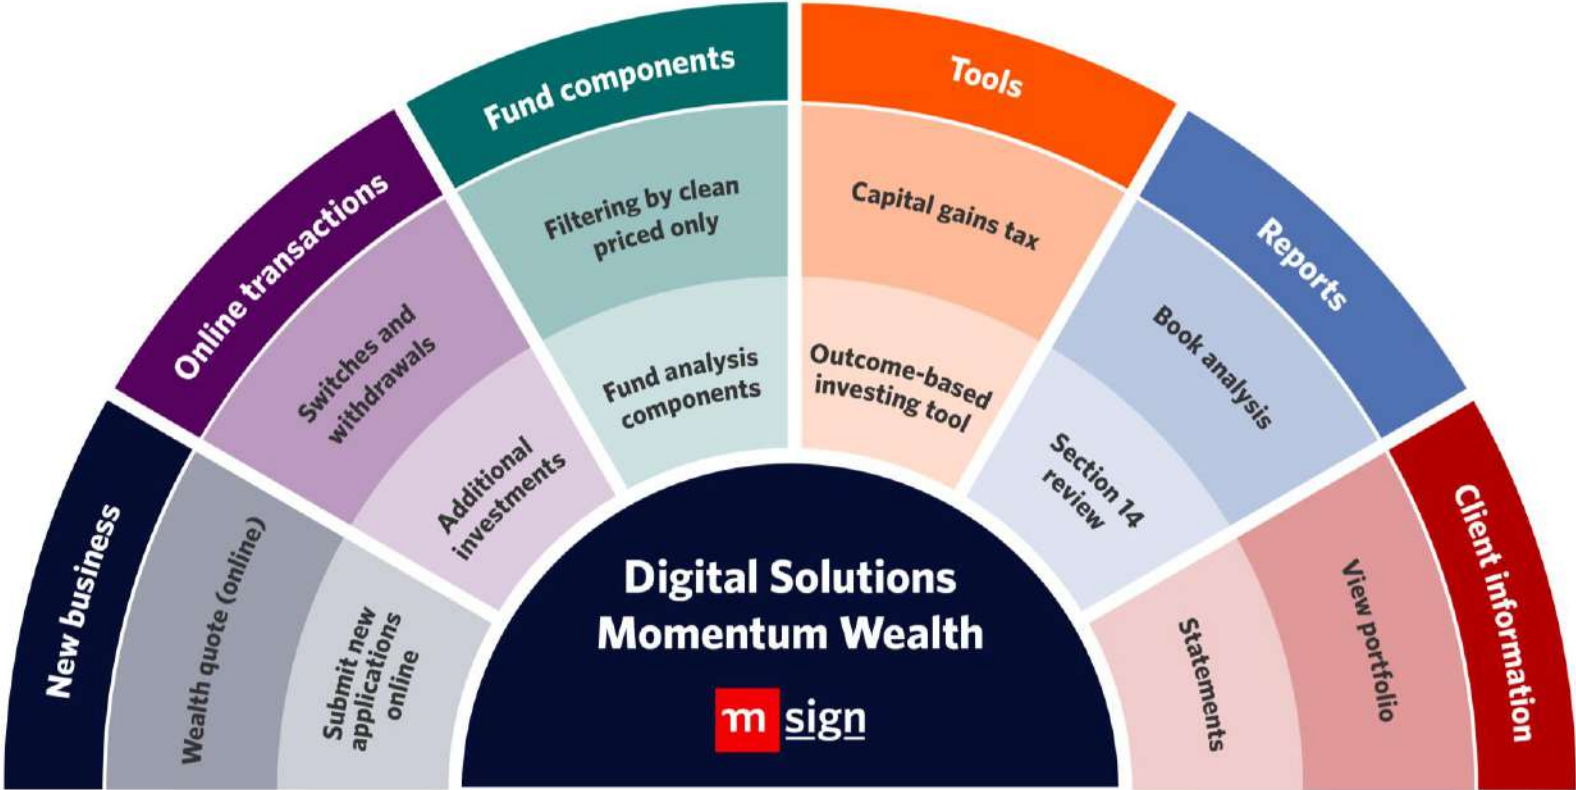 New business
Wealth quote (online)
Submit new
applications
online
Online transactions
Switches and
withdrawals
Additional
investments
Fund components
Filtering by clean
priced only
Fund analysis
components
Tools
Capital gains tax
Outcome-based
investing tool
Reports
Book analysis
Section 14
review
Client information
View portfolio
Statements
Digital Solutions
Momentum Wealth
m sign